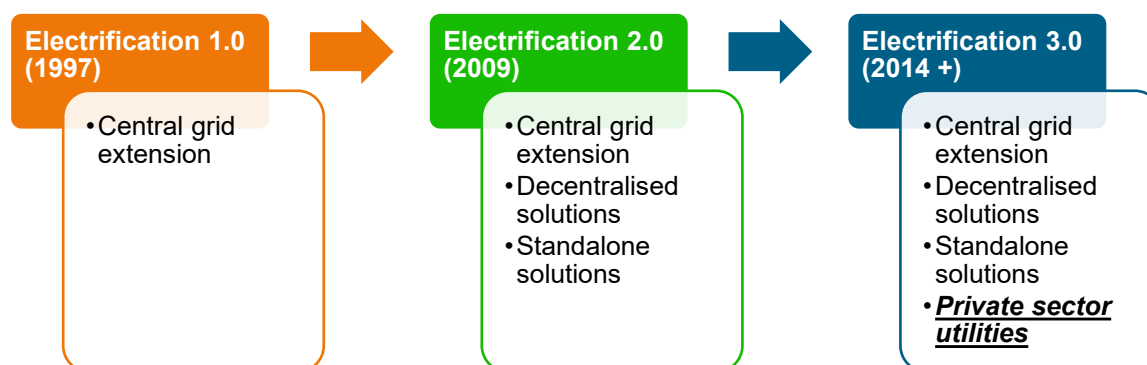 Electrification 1.0
(1997)
•Central grid
extension
Electrification 2.0
(2009)
•Central grid
extension
•Decentralised
solutions
•Standalone
solutions
Electrification 3.0
(2014 +)
•Central grid
extension
•Decentralised
solutions
•Standalone
solutions
•Private sector
utilities